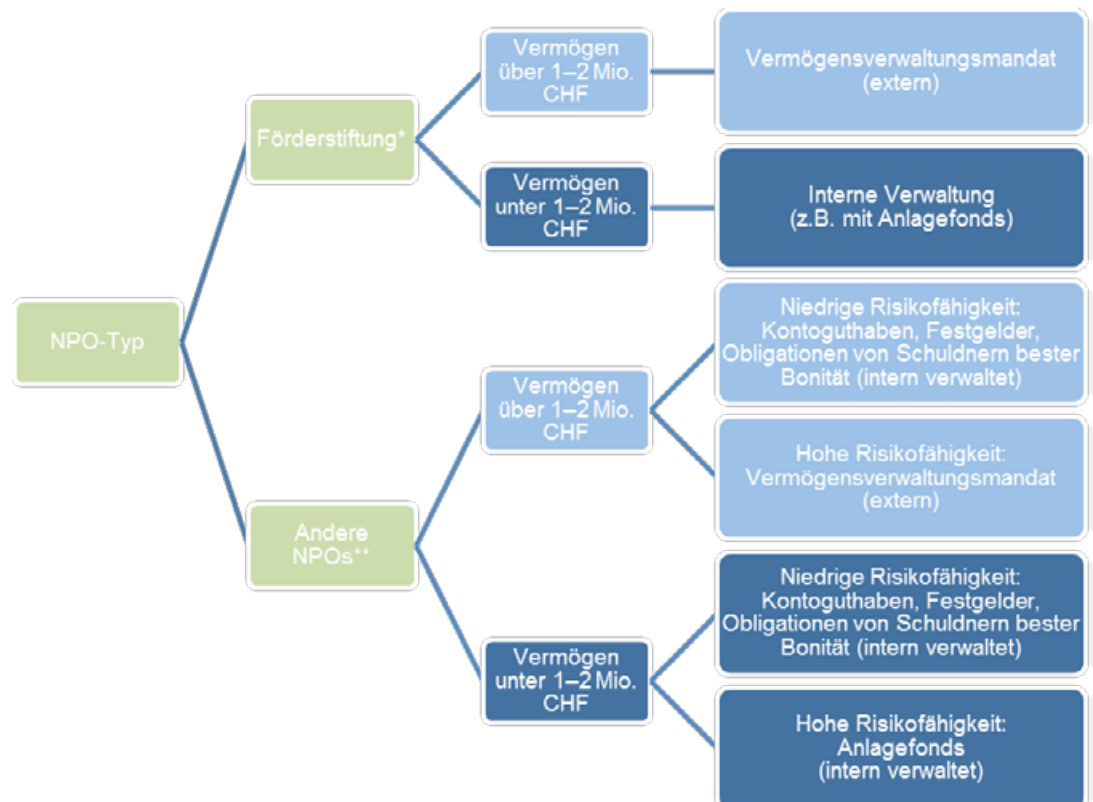 NPO-Typ
Förderstiftung*
Vermögen
über 1–2 Mio.
CHF
Vermögensverwaltungsmandat
(extern)
Vermögen
unter 1–2 Mio.
CHF
Interne Verwaltung
(z.B. mit Anlagefonds)
Andere
NPOs**
Vermögen
über 1–2 Mio.
CHF
Niedrige Risikofähigkeit:
Kontoguthaben, Festgelder,
Obligationen von Schuldnern bester
Bonität (intern verwaltet)
Hohe Risikofähigkeit:
Vermögensverwaltungsmandat
(extern)
Vermögen
unter 1–2 Mio.
CHF
Niedrige Risikofähigkeit:
Kontoguthaben, Festgelder,
Obligationen von Schuldnern bester
Bonität (intern verwaltet)
Hohe Risikofähigkeit:
Anlagefonds
(intern verwaltet)